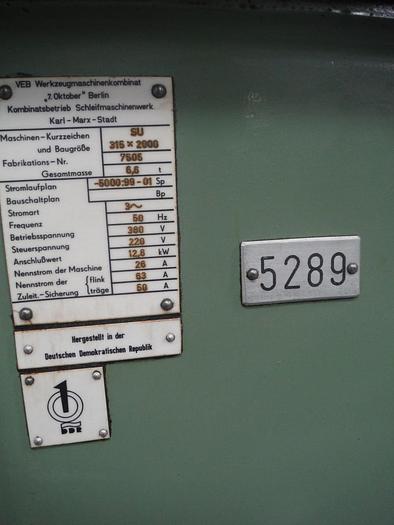 VEB Werkzeugmaschinenkombinat
„7. Oktober" Berlin
Kombinatsbetrieb Schleifmaschinenwerk
Karl-Marx-Stadt
Maschinen-Kurzzeichen SU
und Baugröße 315 x 2000
Fabrikations-Nr. 7505
Gesamtmasse 6,6 t
Stromlaufplan -5000:99-01 Sp
Bauschaltplan Bp
Stromart 3~
Frequenz 50 Hz
Betriebsspannung 380 V
Steuerspannung 220 V
Anschlußwert 12,8 kW
Nennstrom der Maschine 26 A
Nennstrom der {flink 63 A
Zuleit.-Sicherung {träge 50 A
Hergestellt in der
Deutschen Demokratischen Republik
1
DDR
5289